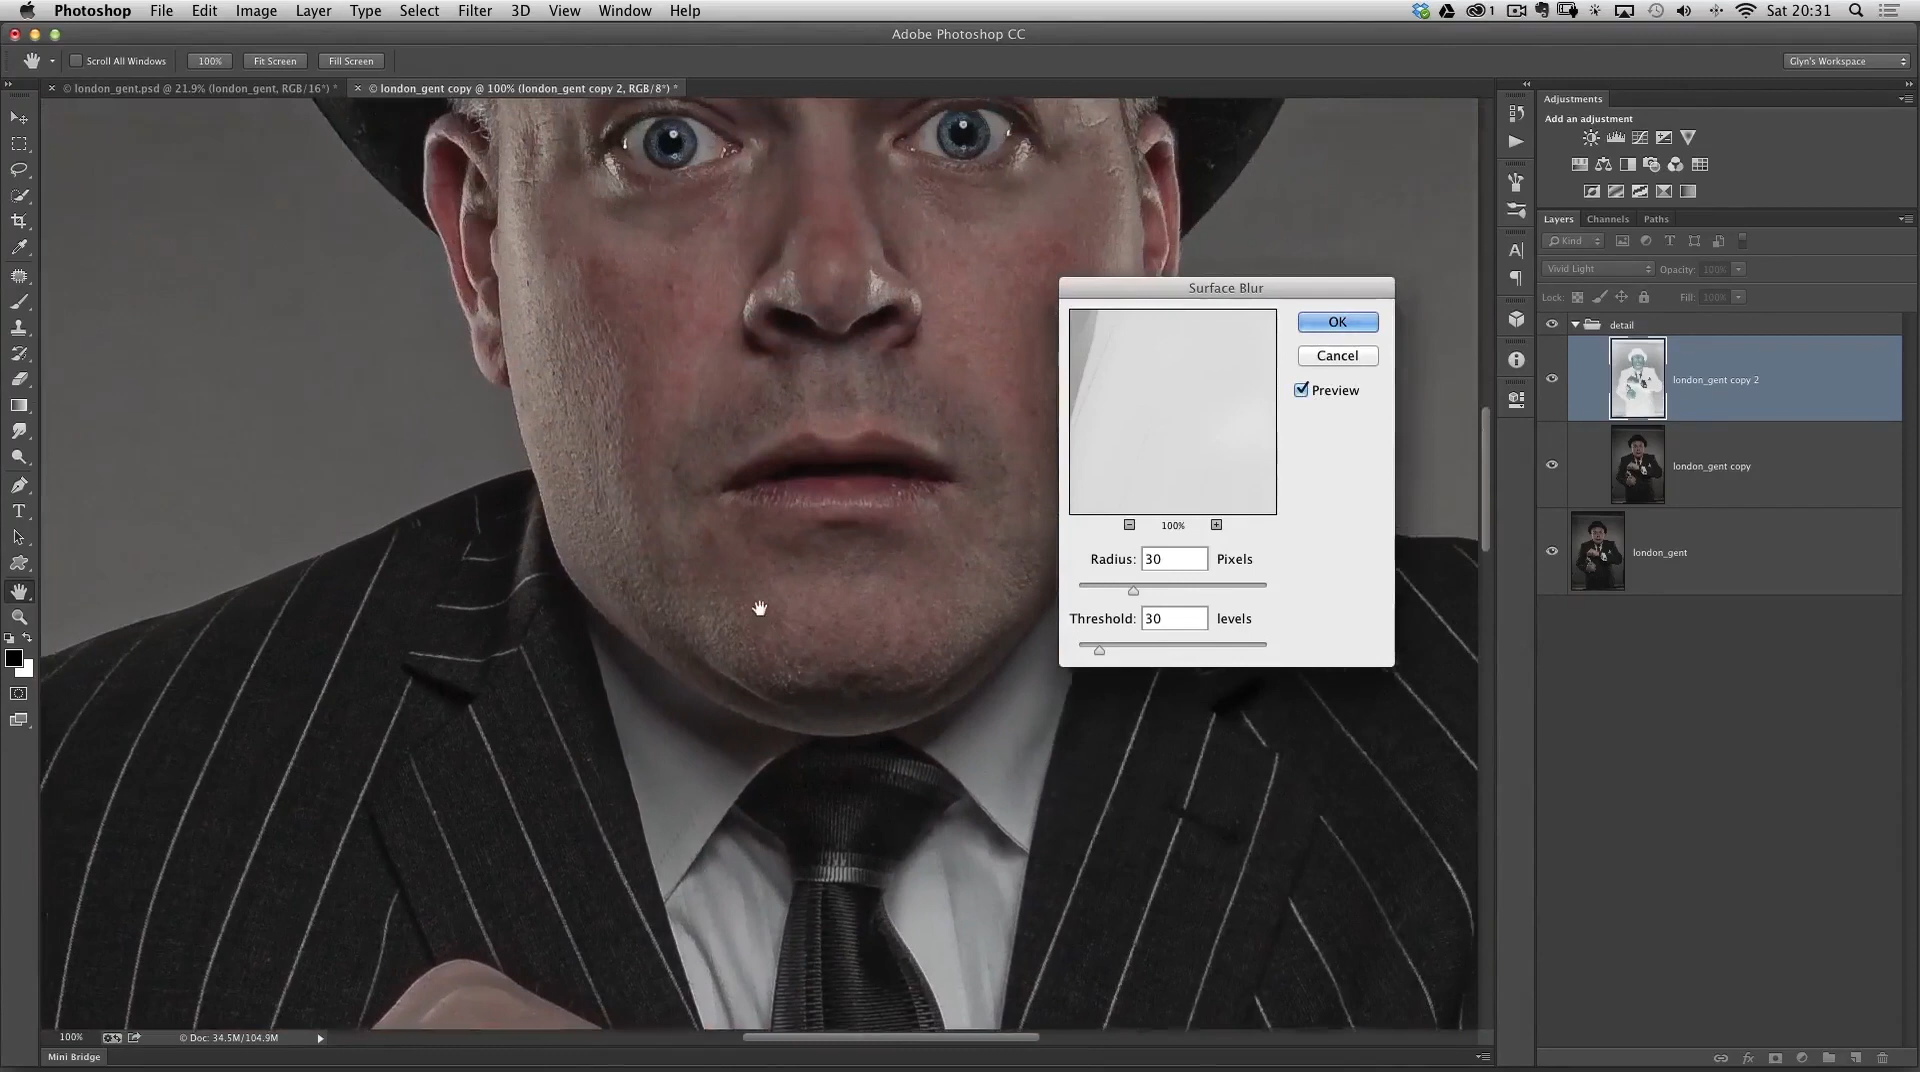 Photoshop File Edit Image Layer Type Select Filter 3D View Window Help 1 Sat 20:31
Adobe Photoshop CC
Scroll All Windows 100% Fit Screen Fill Screen Glyn's Workspace
× © london_gent.psd @ 21.9% (london_gent, RGB/16*) * × © london_gent copy @ 100% (london_gent copy 2, RGB/8*) *
Adjustments
Add an adjustment
Layers Channels Paths
Kind
Vivid Light Opacity: 100%
Lock: Fill: 100%
detail
london_gent copy 2
london_gent copy
london_gent
Surface Blur
OK
Cancel
Preview
100%
Radius: 30 Pixels
Threshold: 30 levels
100% © Doc: 34.5M/104.9M
Mini Bridge